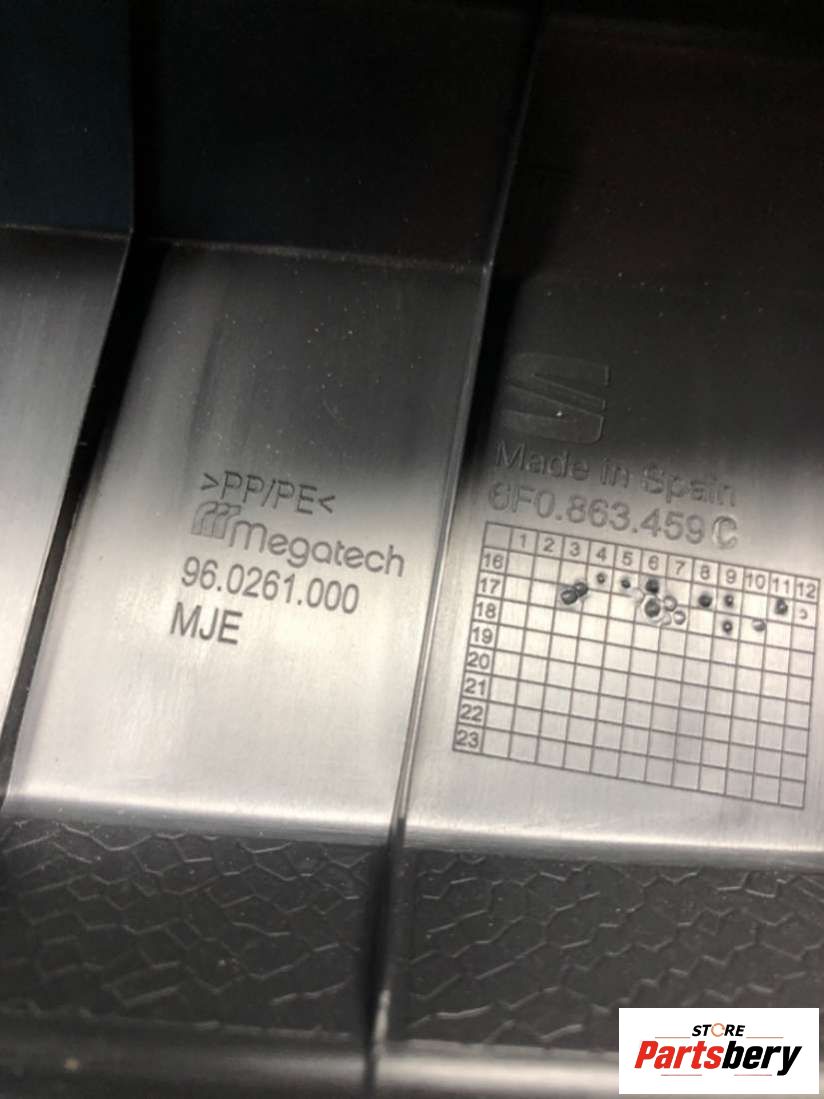 >PP/PE<
megatech
96.0261.000
MJE
Made in Spain
6F0.863.459 C
1 2 3 4 5 6 7 8 9 10 11 12
16
17
18
19
20
21
22
23
STORE
Partsbery